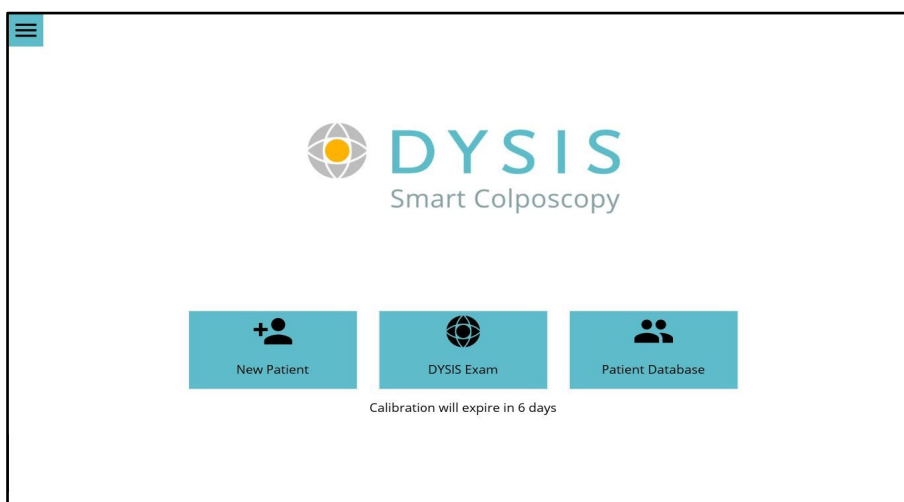 DYSIS
Smart Colposcopy
New Patient
DYSIS Exam
Patient Database
Calibration will expire in 6 days